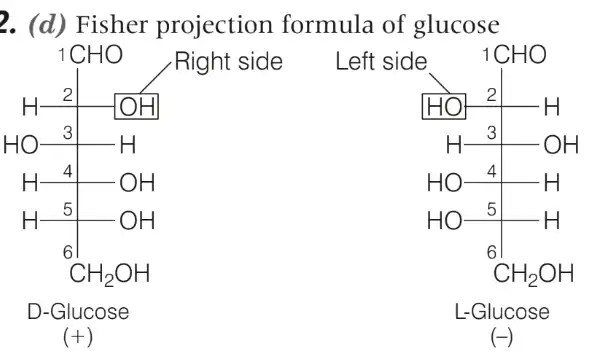 2. (d) Fisher projection formula of glucose
1CHO Right side Left side 1CHO
H 2 OH HO 2 H
HO 3 H H 3 OH
H 4 OH HO 4 H
H 5 OH HO 5 H
6 6
CH₂OH CH₂OH
D-Glucose L-Glucose
(+) (–)